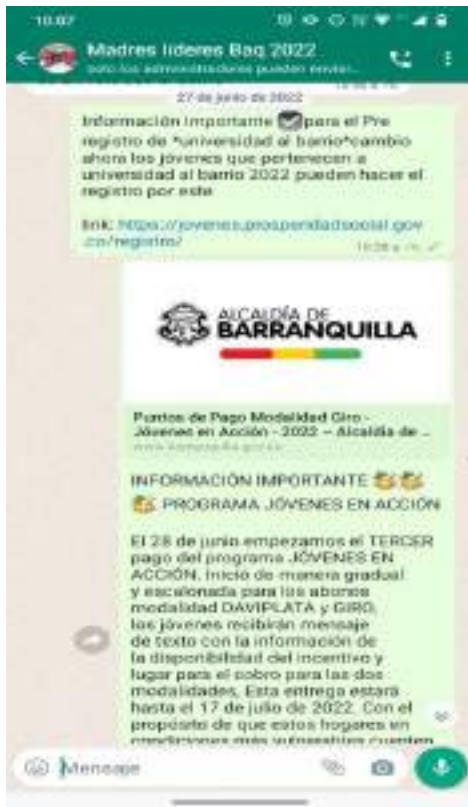 10:07
Madres lideres Baq 2022
solo los administradores pueden enviar...
27 de junio de 2022
Información Importante para el Pre
registro de *universidad al barrio*cambio
ahora los jóvenes que pertenecen a
universidad al barrio 2022 pueden hacer el
registro por este
link: https://jovenes.prosperidadsocial.gov
.co/registro/
ALCALDÍA DE
BARRANQUILLA
Puntos de Pago Modalidad Giro -
Jóvenes en Acción - 2022 – Alcaldía de ...
INFORMACIÓN IMPORTANTE
PROGRAMA JÓVENES EN ACCIÓN
El 28 de junio empezamos el TERCER
pago del programa JÓVENES EN
ACCIÓN. Inició de manera gradual
y escalonada para los abonos
modalidad DAVIPLATA y GIRO,
los jóvenes recibirán mensaje
de texto con la información de
la disponibilidad del incentivo y
lugar para el cobro para las dos
modalidades. Esta entrega estará
hasta el 17 de julio de 2022. Con el
propósito de que estos hogares en
condiciones más vulnerables cuenten
Mensaje